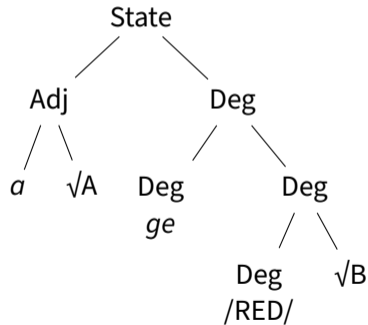 State
Adj Deg
a √A Deg Deg
ge
Deg √B
/RED/